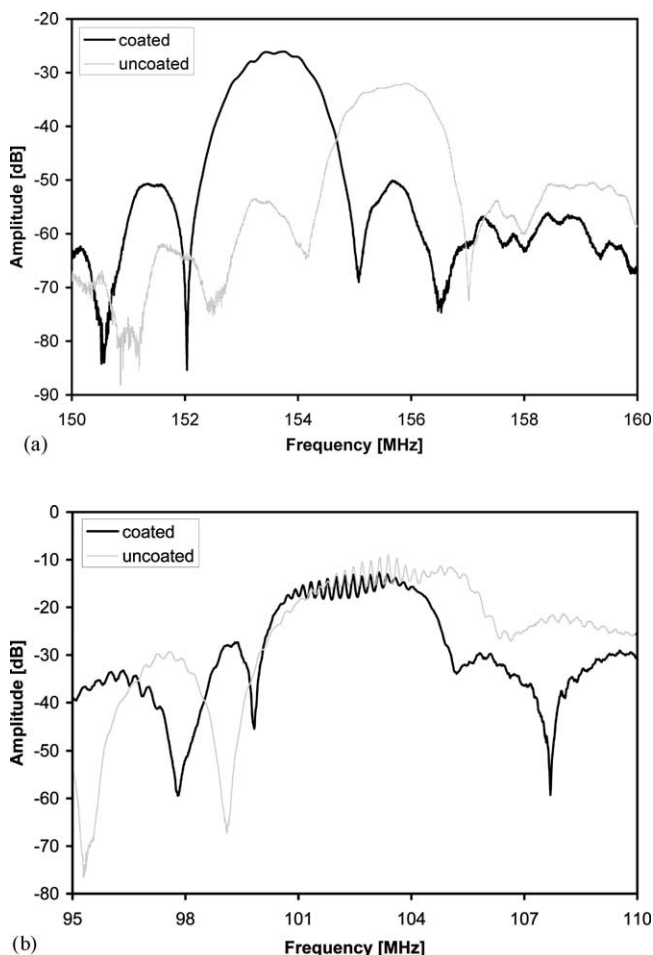 -20
-30
-40
-50
-60
-70
-80
-90
Amplitude [dB]
coated
uncoated
150 152 154 156 158 160
Frequency [MHz]
(a)
0
-10
-20
-30
-40
-50
-60
-70
-80
Amplitude [dB]
coated
uncoated
95 98 101 104 107 110
Frequency [MHz]
(b)